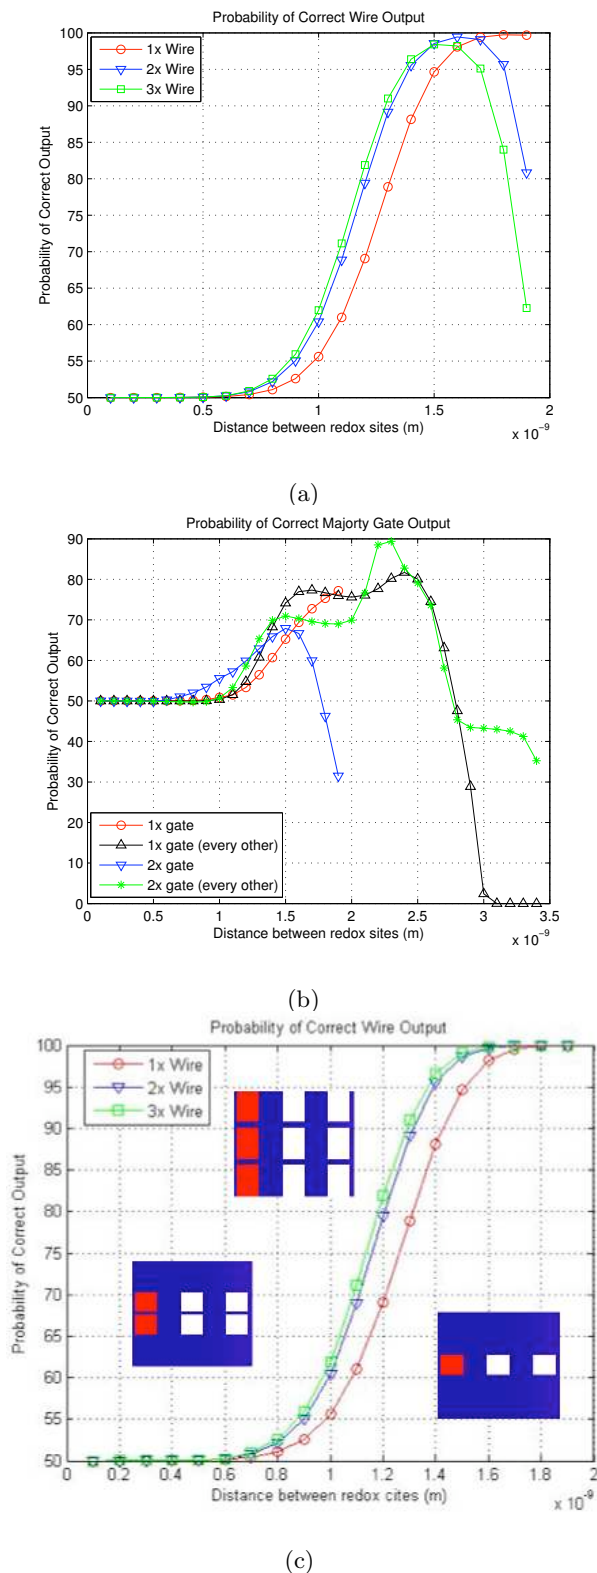 Probability of Correct Wire Output
100
95
90
85
80
75
70
65
60
55
50
Probability of Correct Output
1x Wire
2x Wire
3x Wire
0 0.5 1 1.5 2
Distance between redox sites (m)
x 10⁻⁹
(a)
Probability of Correct Majorty Gate Output
90
80
70
60
50
40
30
20
10
0
Probability of Correct Output
1x gate
1x gate (every other)
2x gate
2x gate (every other)
0 0.5 1 1.5 2 2.5 3 3.5
Distance between redox sites (m)
x 10⁻⁹
(b)
Probability of Correct Wire Output
100
95
90
85
80
75
70
65
60
55
50
Probability of Correct Output
1x Wire
2x Wire
3x Wire
0 0.2 0.4 0.6 0.8 1 1.2 1.4 1.6 1.8 2
Distance between redox cites (m)
x 10⁻⁹
(c)